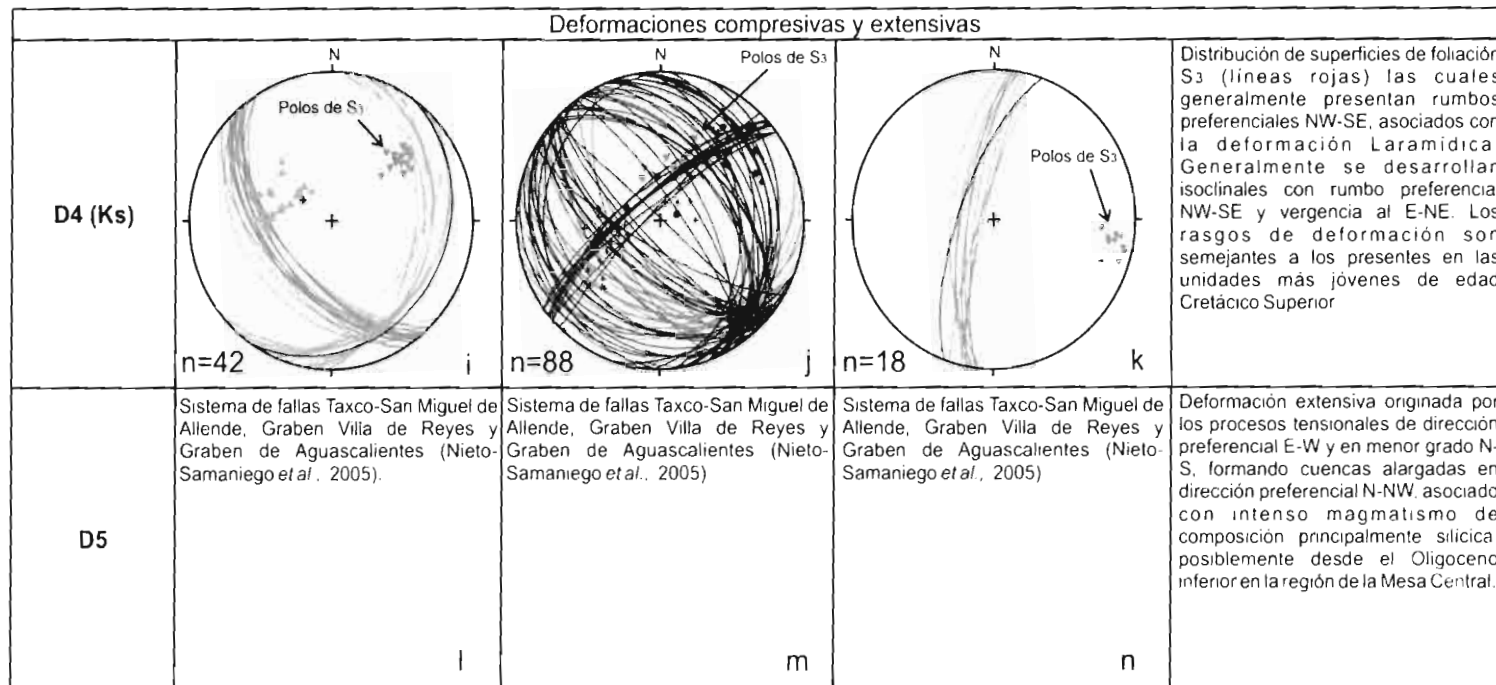 Deformaciones compresivas y extensivas
D4 (Ks)
N
Polos de S3
+
n=42
i
N
Polos de S3
+
n=88
j
N
Polos de S3
+
n=18
k
Distribución de superficies de foliación
S3 (líneas rojas) las cuales
generalmente presentan rumbos
preferenciales NW-SE, asociados con
la deformación Laramídica
Generalmente se desarrollan
isoclinales con rumbo preferencia
NW-SE y vergencia al E-NE. Los
rasgos de deformación son
semejantes a los presentes en las
unidades más jóvenes de edad
Cretácico Superior
D5
Sistema de fallas Taxco-San Miguel de
Allende, Graben Villa de Reyes y
Graben de Aguascalientes (Nieto-
Samaniego et al., 2005).
l
Sistema de fallas Taxco-San Miguel de
Allende, Graben Villa de Reyes y
Graben de Aguascalientes (Nieto-
Samaniego et al., 2005)
m
Sistema de fallas Taxco-San Miguel de
Allende, Graben Villa de Reyes y
Graben de Aguascalientes (Nieto-
Samaniego et al., 2005)
n
Deformación extensiva originada por
los procesos tensionales de dirección
preferencial E-W y en menor grado N-
S, formando cuencas alargadas en
dirección preferencial N-NW, asociado
con intenso magmatismo de
composición principalmente silícica
posiblemente desde el Oligoceno
inferior en la región de la Mesa Central.